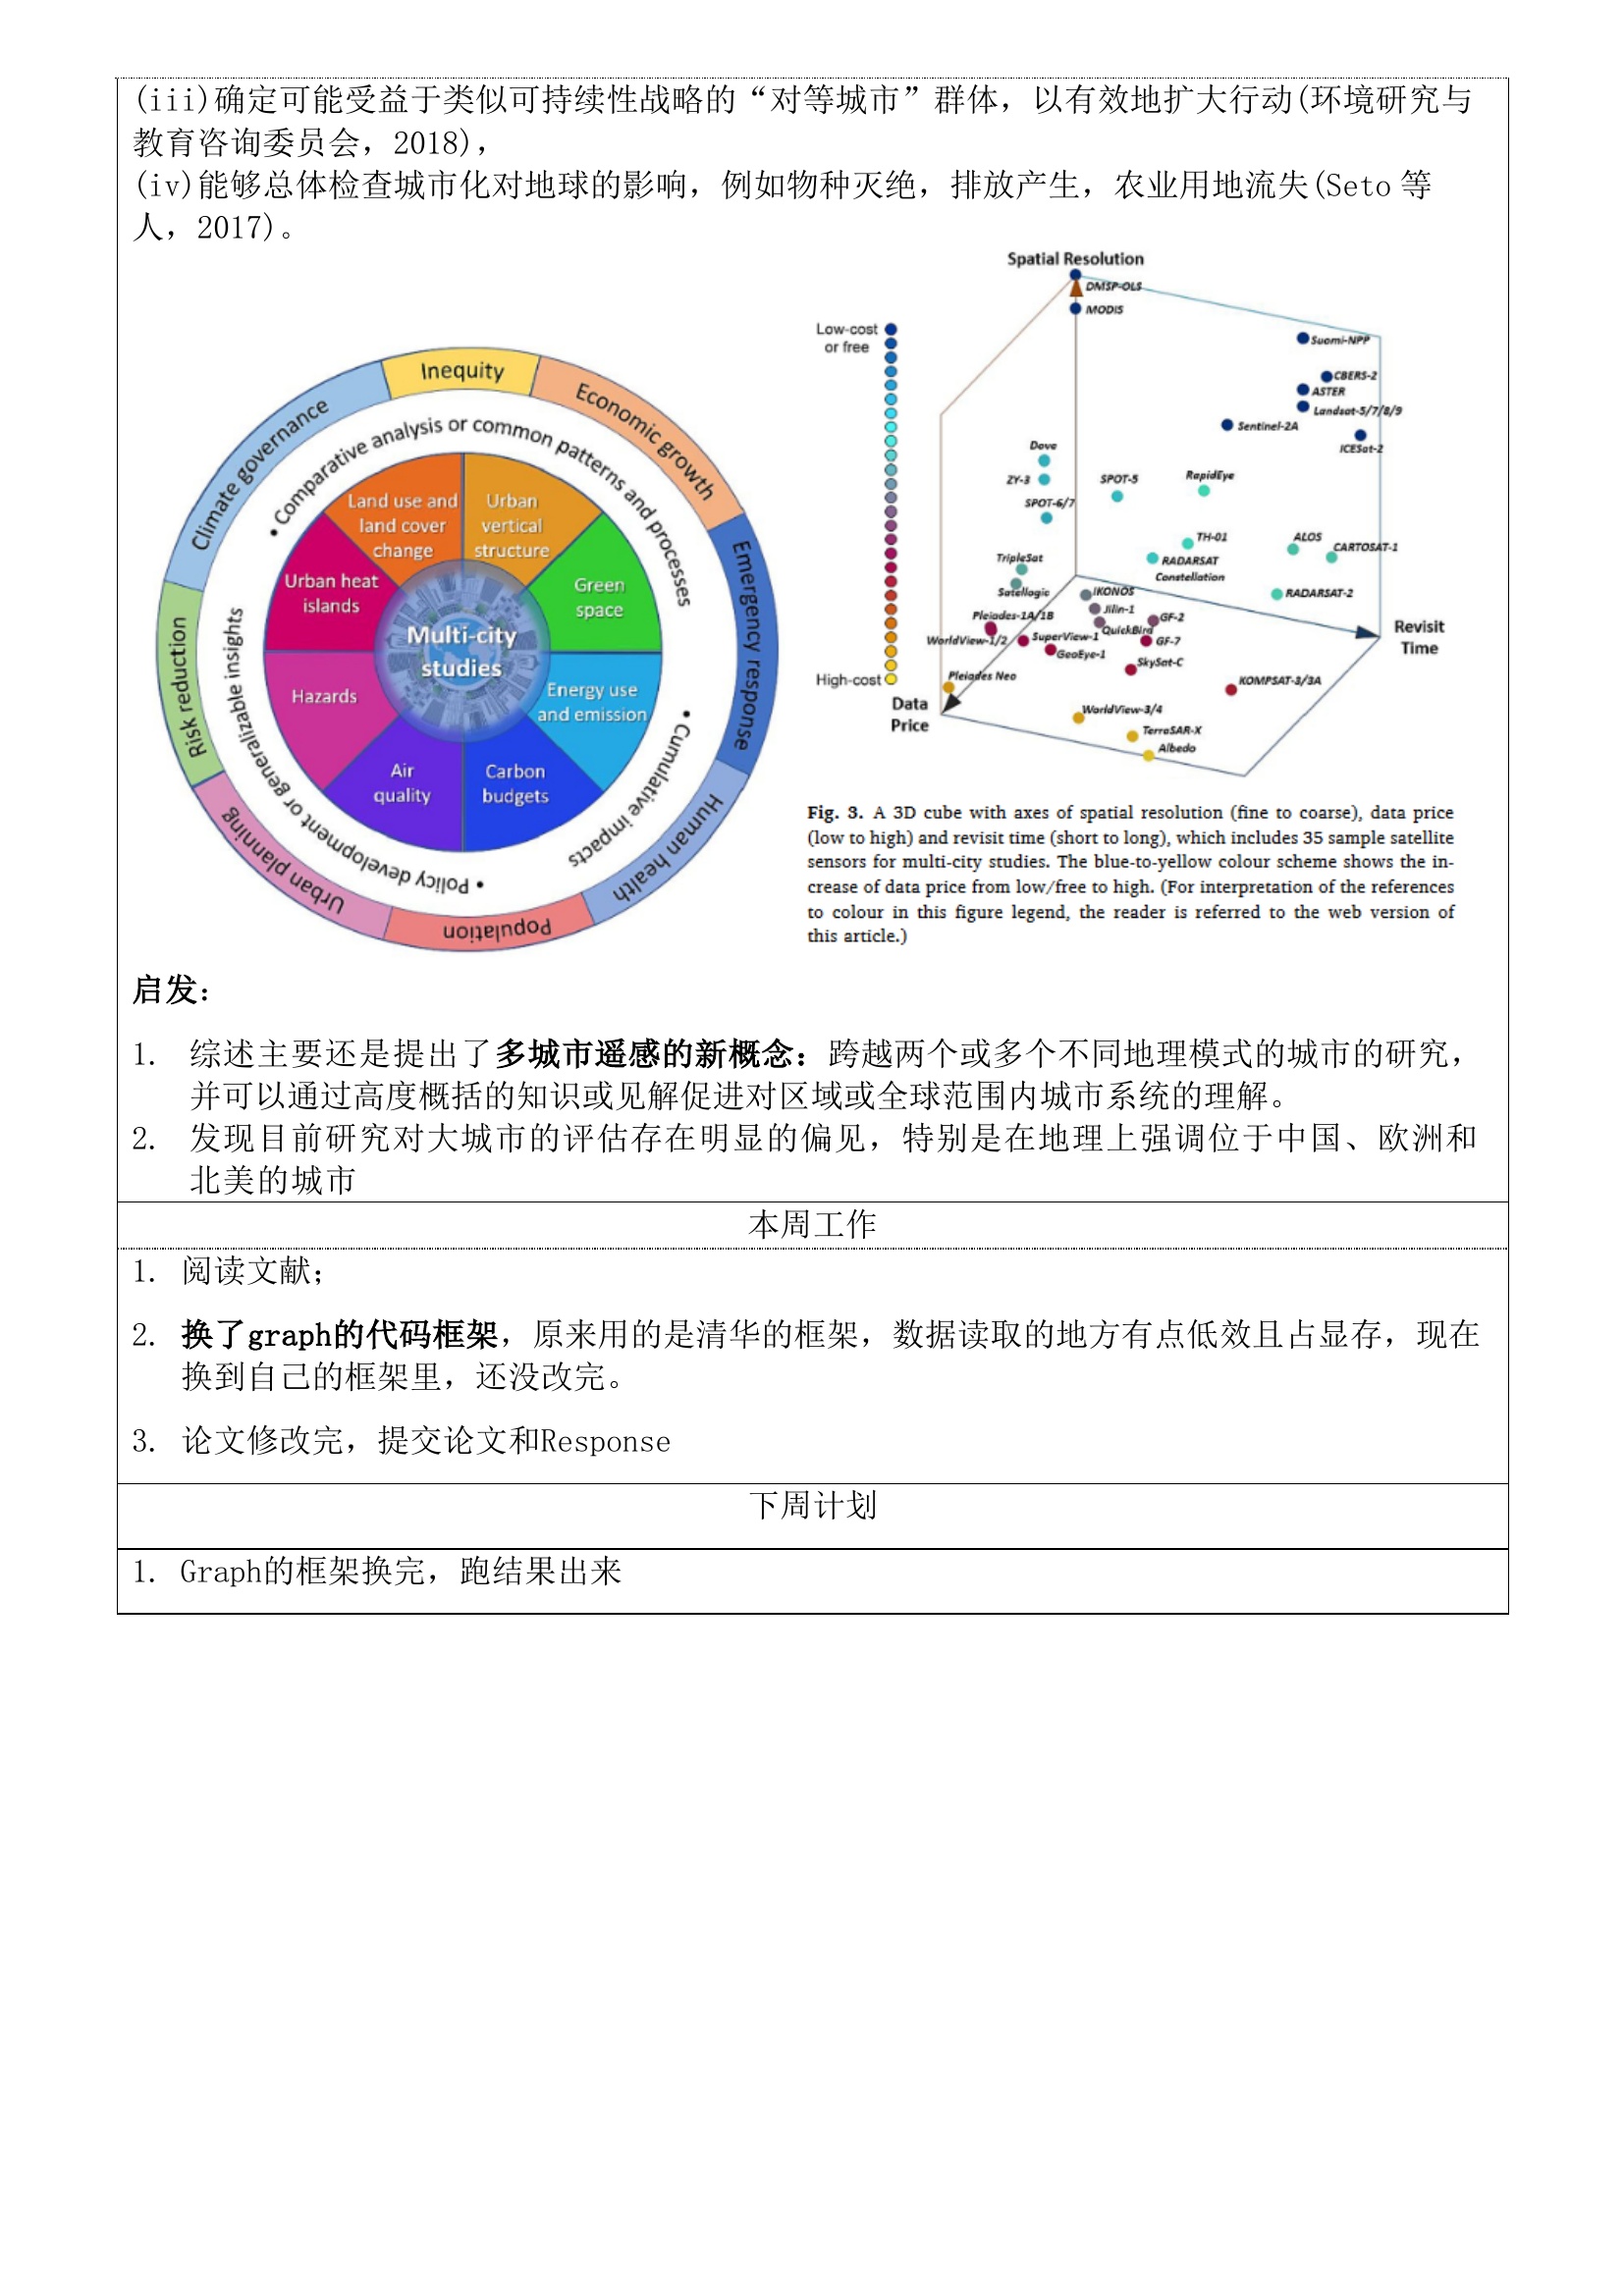 (iii)确定可能受益于类似可持续性战略的“对等城市”群体，以有效地扩大行动(环境研究与
教育咨询委员会，2018)，
(iv)能够总体检查城市化对地球的影响，例如物种灭绝，排放产生，农业用地流失(Seto 等
人，2017)。
Inequity
Economic growth
Emergency response
Human health
Population
Urban planning
Risk reduction
Climate governance
• Comparative analysis or common patterns and processes
• Cumulative impacts
• Policy development or generalizable insights
Land use and
land cover
change
Urban
vertical
structure
Green
space
Energy use
and emission
Carbon
budgets
Air
quality
Hazards
Urban heat
islands
Multi-city
studies
Spatial Resolution
DMSP-OLS
MODIS
Low-cost
or free
Suomi-NPP
CBERS-2
ASTER
Landsat-5/7/8/9
Sentinel-2A
ICESat-2
Dove
ZY-3
SPOT-5
RapidEye
SPOT-6/7
TH-01
ALOS
CARTOSAT-1
TripleSat
RADARSAT
Constellation
Satellogic
IKONOS
RADARSAT-2
Jilin-1
Pleiades-1A/1B
GF-2
QuickBird
Revisit
Time
WorldView-1/2
SuperView-1
GF-7
GeoEye-1
SkySat-C
High-cost
Pleiades Neo
KOMPSAT-3/3A
Data
Price
WorldView-3/4
TerraSAR-X
Albedo
Fig. 3. A 3D cube with axes of spatial resolution (fine to coarse), data price
(low to high) and revisit time (short to long), which includes 35 sample satellite
sensors for multi-city studies. The blue-to-yellow colour scheme shows the in-
crease of data price from low/free to high. (For interpretation of the references
to colour in this figure legend, the reader is referred to the web version of
this article.)
启发：
1. 综述主要还是提出了多城市遥感的新概念：跨越两个或多个不同地理模式的城市的研究，
并可以通过高度概括的知识或见解促进对区域或全球范围内城市系统的理解。
2. 发现目前研究对大城市的评估存在明显的偏见，特别是在地理上强调位于中国、欧洲和
北美的城市
本周工作
1. 阅读文献；
2. 换了graph的代码框架，原来用的是清华的框架，数据读取的地方有点低效且占显存，现在
换到自己的框架里，还没改完。
3. 论文修改完，提交论文和Response
下周计划
1. Graph的框架换完，跑结果出来